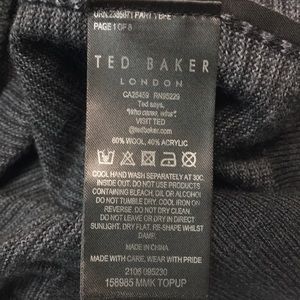 PAGE 1 OF 8
TED BAKER
LONDON
CA25459 RN95229
Ted says,
"Who cares, what"
VISIT TED
@tedbaker.com
60% WOOL, 40% ACRYLIC
COOL HAND WASH SEPARATELY AT 30C.
INSIDE OUT. DO NOT USE PRODUCTS
CONTAINING BLEACH, OIL OR ALCOHOL
DO NOT TUMBLE DRY. COOL IRON ON
REVERSE. DO NOT DRY CLEAN.
DO NOT LEAVE OR DRY IN DIRECT
SUNLIGHT. DRY FLAT. RE-SHAPE WHILST
DAMP.
MADE IN CHINA
MADE WITH CARE, WEAR WITH PRIDE
2106 095230
158985 MMK TOPUP